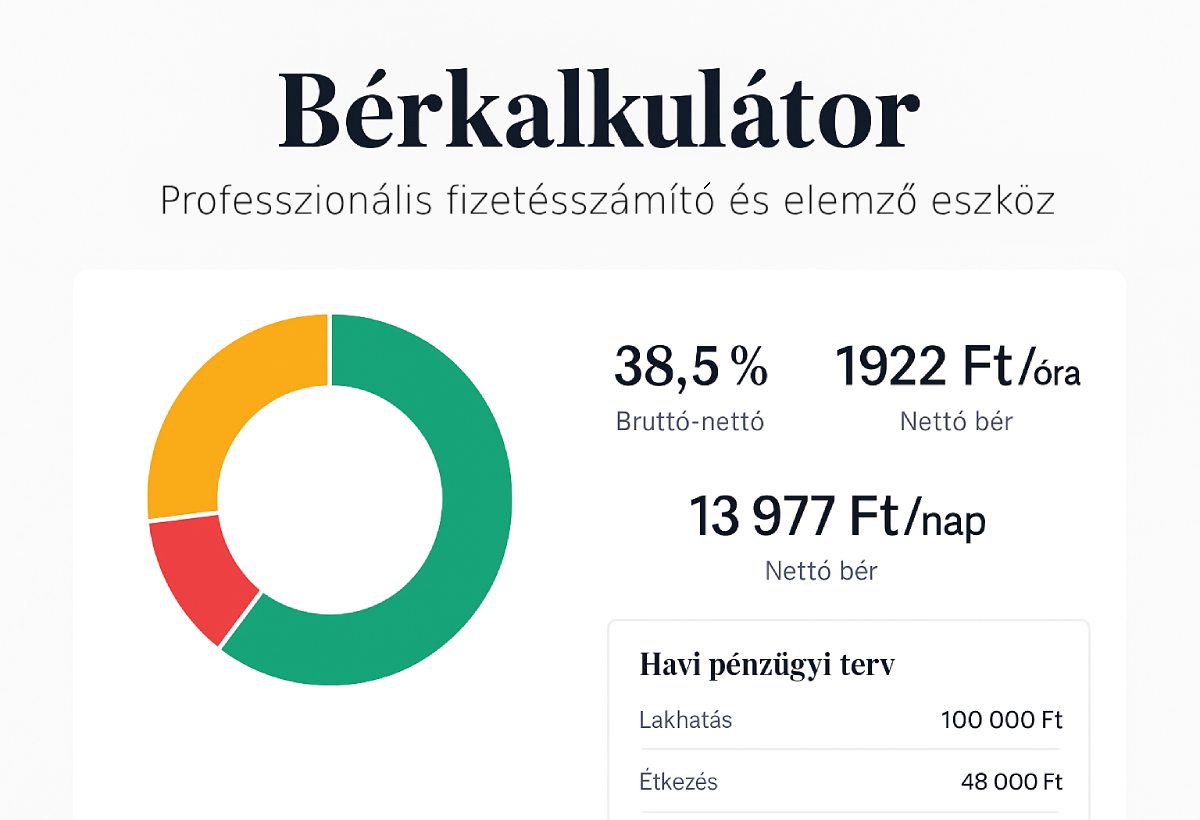 Bérkalkulátor
Professzionális fizetésszámító és elemző eszköz
38,5 %
Bruttó-nettó
1922 Ft/óra
Nettó bér
13 977 Ft/nap
Nettó bér
Havi pénzügyi terv
Lakhatás 100 000 Ft
Étkezés 48 000 Ft